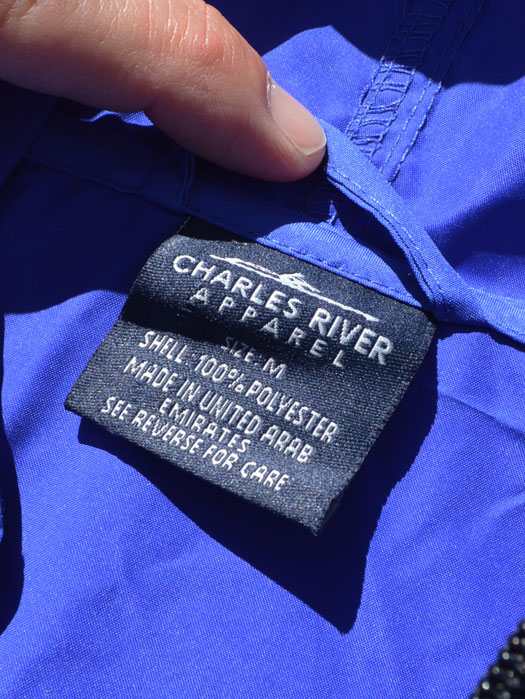 CHARLES RIVER
APPAREL
SIZE M
SHELL: 100% POLYESTER
MADE IN UNITED ARAB
EMIRATES
SEE REVERSE FOR CARE